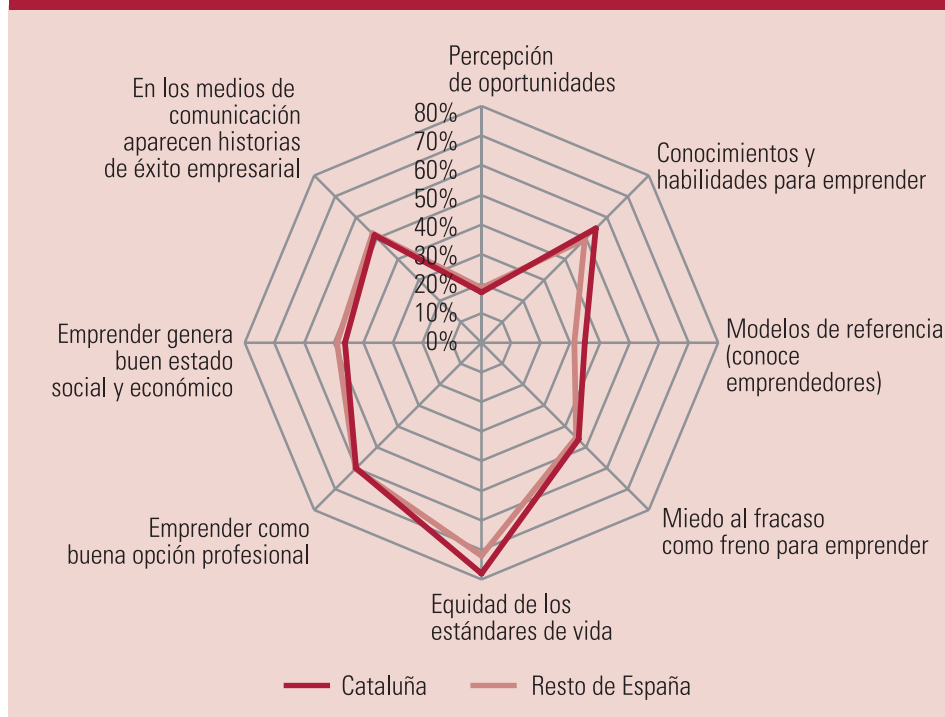 Percepción
de oportunidades
En los medios de
comunicación
aparecen historias
de éxito empresarial
Conocimientos y
habilidades para emprender
80%
70%
60%
50%
40%
30%
20%
10%
0%
Emprender genera
buen estado
social y económico
Modelos de referencia
(conoce
emprendedores)
Emprender como
buena opción profesional
Miedo al fracaso
como freno para emprender
Equidad de los
estándares de vida
Cataluña
Resto de España